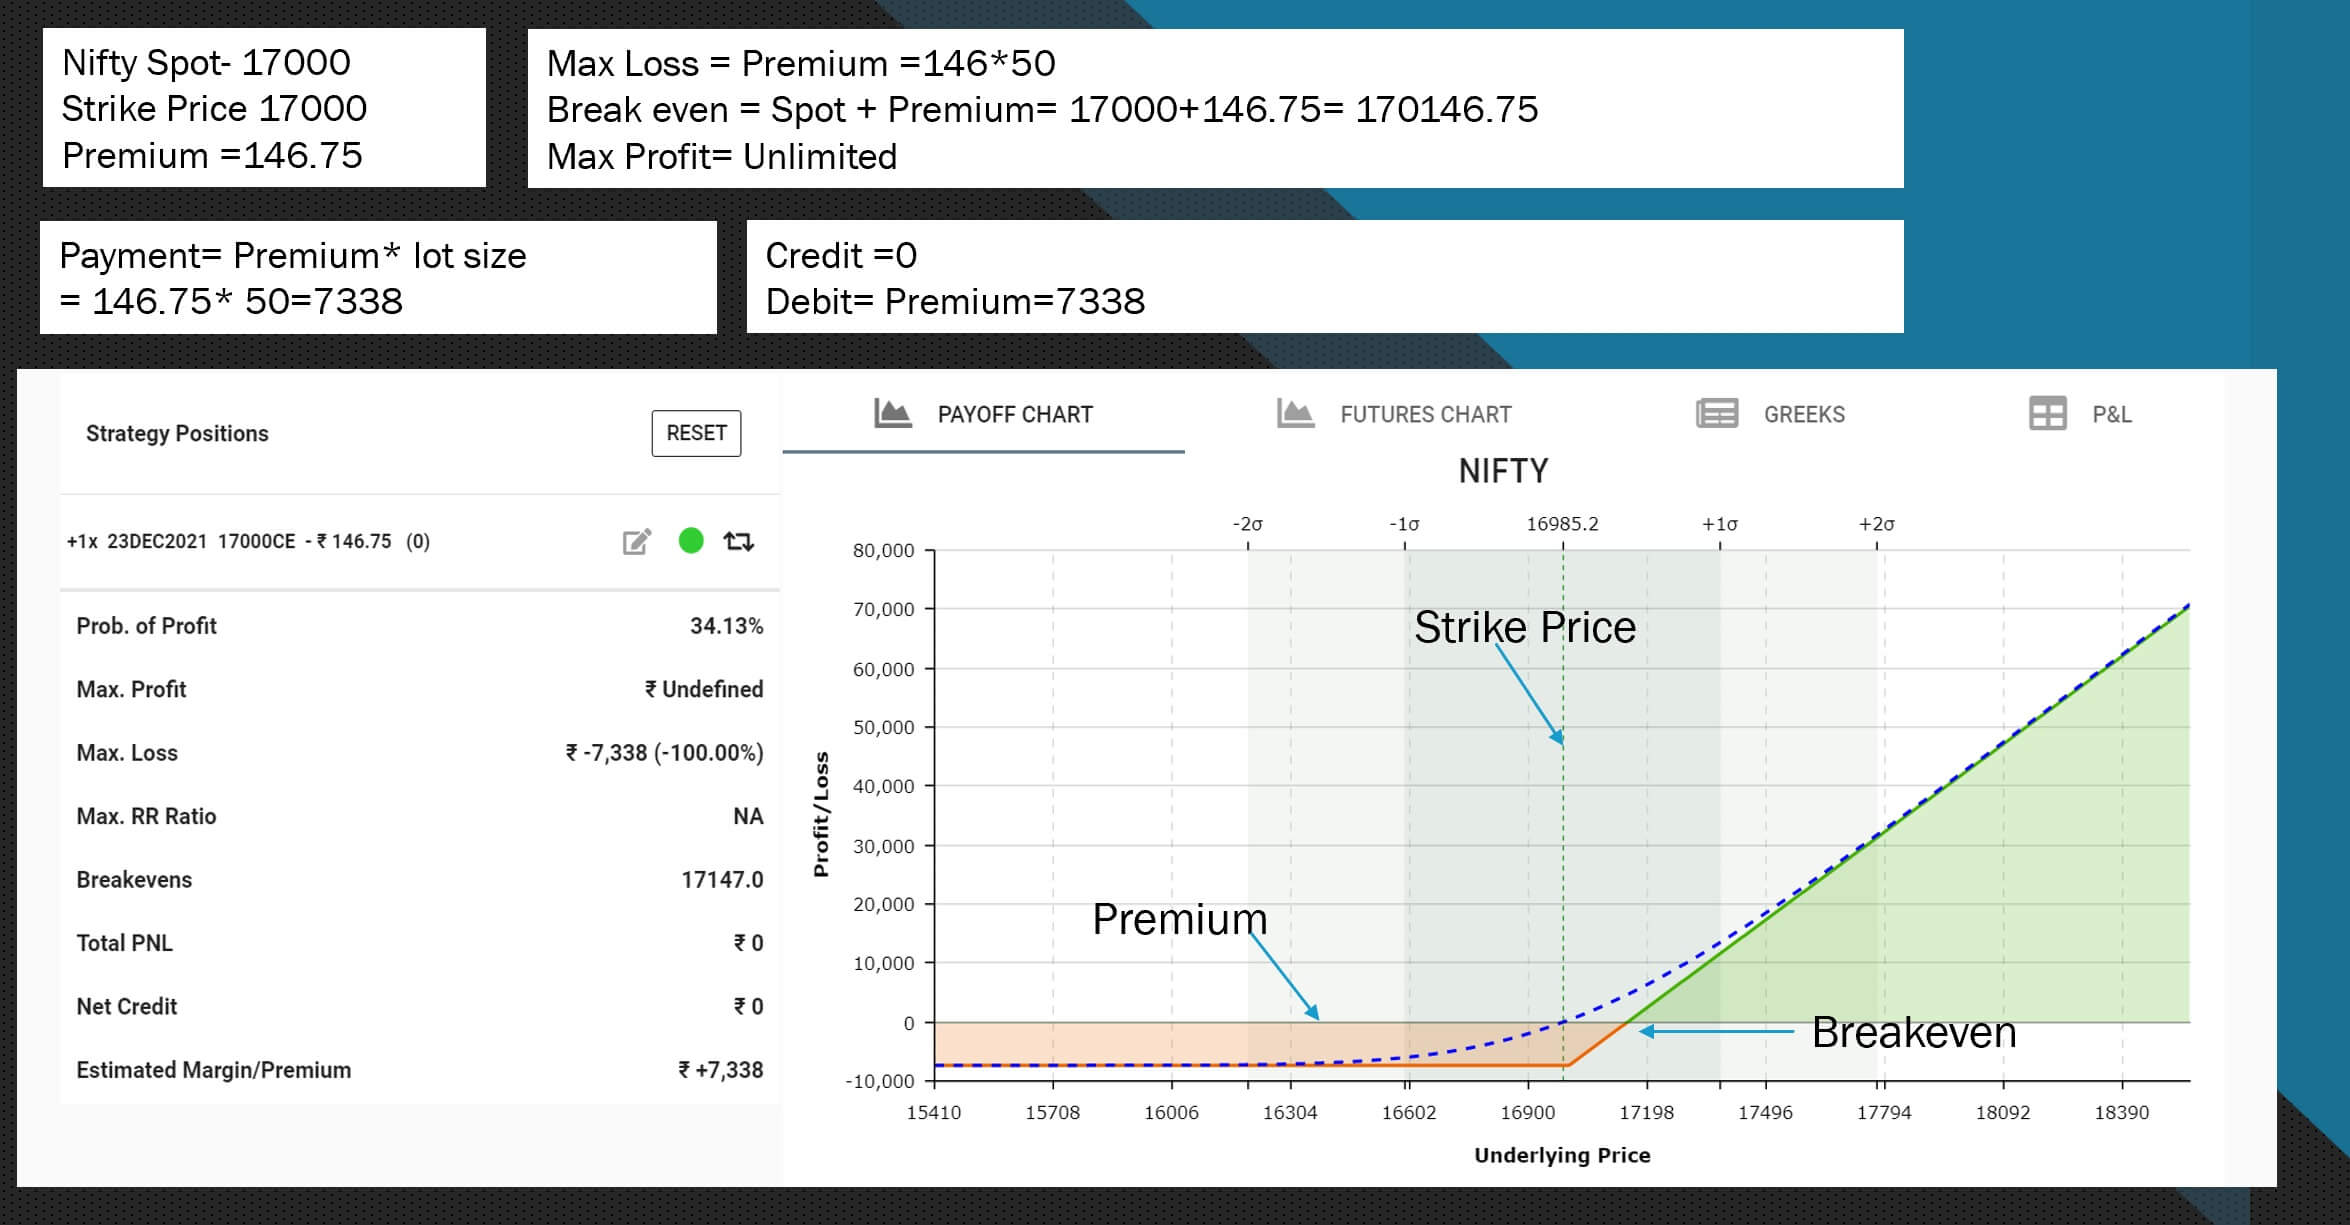 Nifty Spot- 17000
Strike Price 17000
Premium =146.75
Max Loss = Premium =146*50
Break even = Spot + Premium= 17000+146.75= 170146.75
Max Profit= Unlimited
Payment= Premium* lot size
= 146.75* 50=7338
Credit =0
Debit= Premium=7338
Strategy Positions
RESET
+1x 23DEC2021 17000CE - ₹ 146.75 (0)
Prob. of Profit 34.13%
Max. Profit ₹ Undefined
Max. Loss ₹ -7,338 (-100.00%)
Max. RR Ratio NA
Breakevens 17147.0
Total PNL ₹ 0
Net Credit ₹ 0
Estimated Margin/Premium ₹ +7,338
PAYOFF CHART FUTURES CHART GREEKS P&L
NIFTY
-2σ -1σ 16985.2 +1σ +2σ
80,000
70,000
60,000
50,000
40,000
30,000
20,000
10,000
0
-10,000
Profit/Loss
Strike Price
Premium
Breakeven
15410 15708 16006 16304 16602 16900 17198 17496 17794 18092 18390
Underlying Price